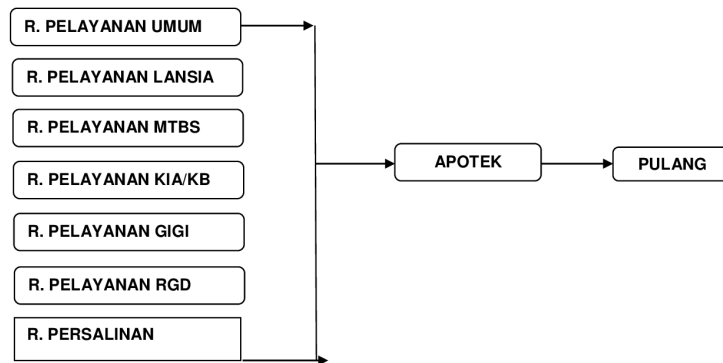 R. PELAYANAN UMUM
R. PELAYANAN LANSIA
R. PELAYANAN MTBS
R. PELAYANAN KIA/KB
R. PELAYANAN GIGI
R. PELAYANAN RGD
R. PERSALINAN
APOTEK
PULANG